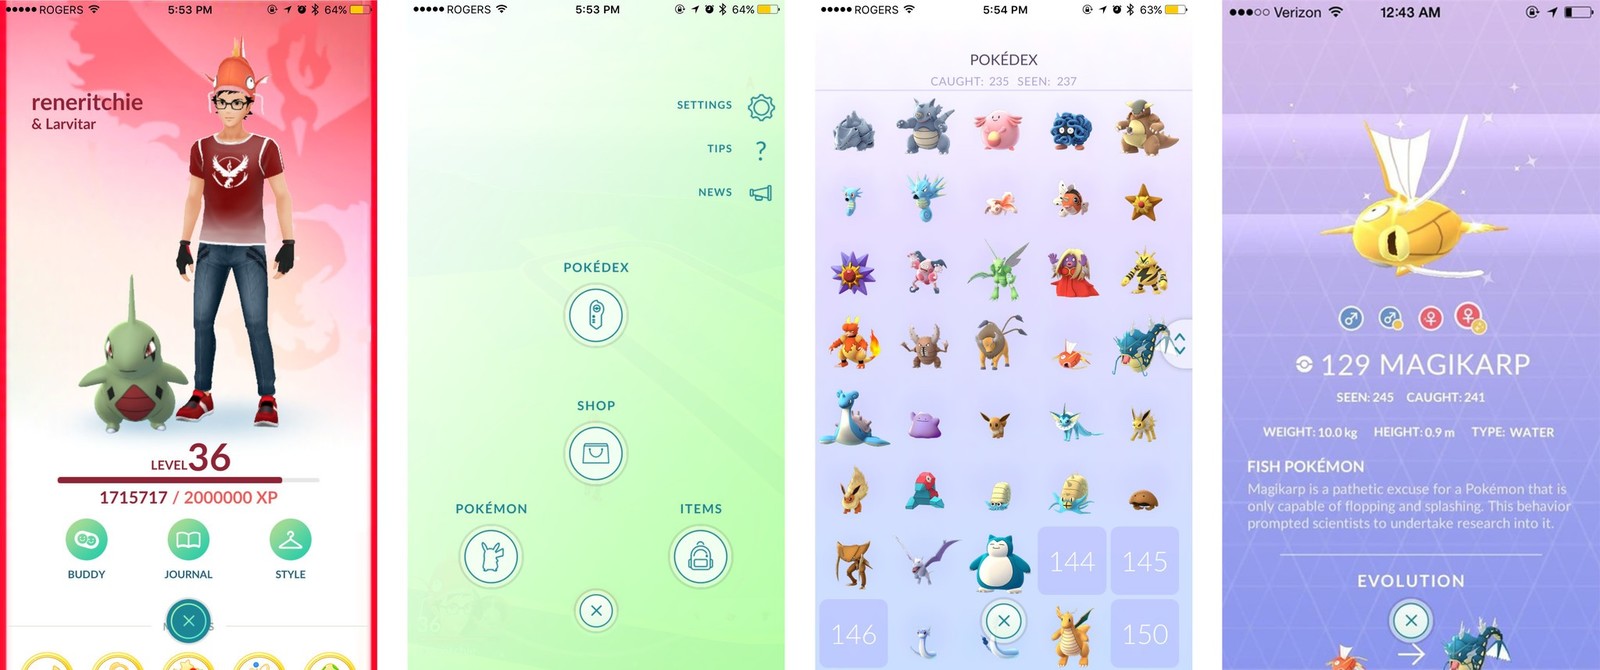 ●●●●● ROGERS 5:53 PM 64%
reneritchie
& Larvitar
LEVEL 36
1715717 / 2000000 XP
BUDDY JOURNAL STYLE
●●●●● ROGERS 5:53 PM 64%
SETTINGS
TIPS ?
NEWS
POKÉDEX
SHOP
POKÉMON ITEMS
●●●●● ROGERS 5:54 PM 63%
POKÉDEX
CAUGHT: 235 SEEN: 237
144 145
146 150
●●●○○ Verizon 12:43 AM
129 MAGIKARP
SEEN: 245 CAUGHT: 241
WEIGHT: 10.0 kg HEIGHT: 0.9 m TYPE: WATER
FISH POKÉMON
Magikarp is a pathetic excuse for a Pokémon that is
only capable of flopping and splashing. This behavior
prompted scientists to undertake research into it.
EVOLUTION